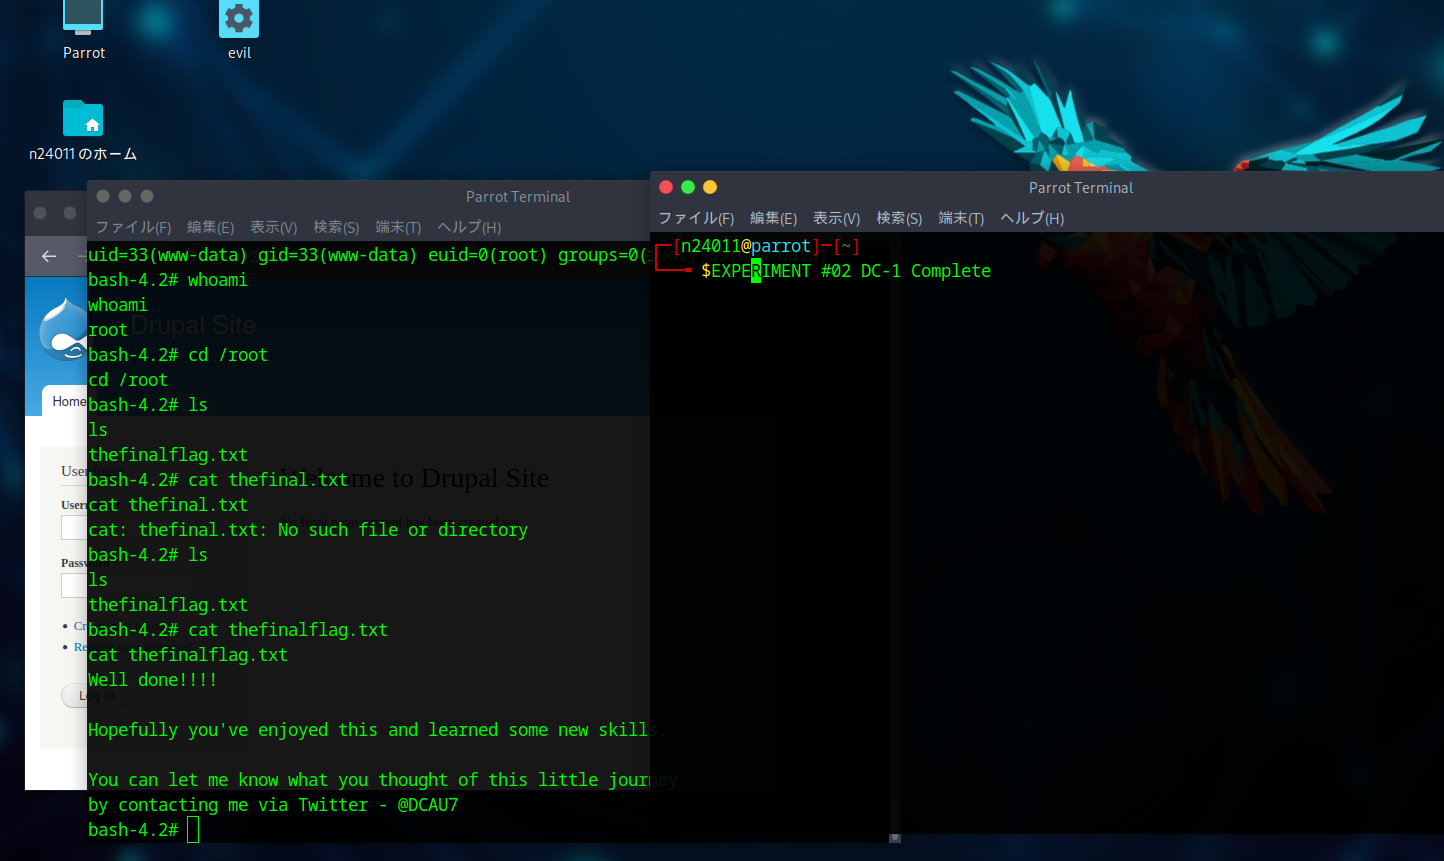 Parrot
evil
n24011 のホーム
Parrot Terminal
ファイル(F) 編集(E) 表示(V) 検索(S) 端末(T) ヘルプ(H)
uid=33(www-data) gid=33(www-data) euid=0(root) groups=0(
bash-4.2# whoami
whoami
root
bash-4.2# cd /root
cd /root
bash-4.2# ls
ls
thefinalflag.txt
bash-4.2# cat thefinal.txt
cat thefinal.txt
cat: thefinal.txt: No such file or directory
bash-4.2# ls
ls
thefinalflag.txt
bash-4.2# cat thefinalflag.txt
cat thefinalflag.txt
Well done!!!!
Hopefully you've enjoyed this and learned some new skills.
You can let me know what you thought of this little journey
by contacting me via Twitter - @DCAU7
bash-4.2#
Parrot Terminal
ファイル(F) 編集(E) 表示(V) 検索(S) 端末(T) ヘルプ(H)
[n24011@parrot]─[~]
$EXPERIMENT #02 DC-1 Complete
Drupal Site
Home
Welcome to Drupal Site
Log in